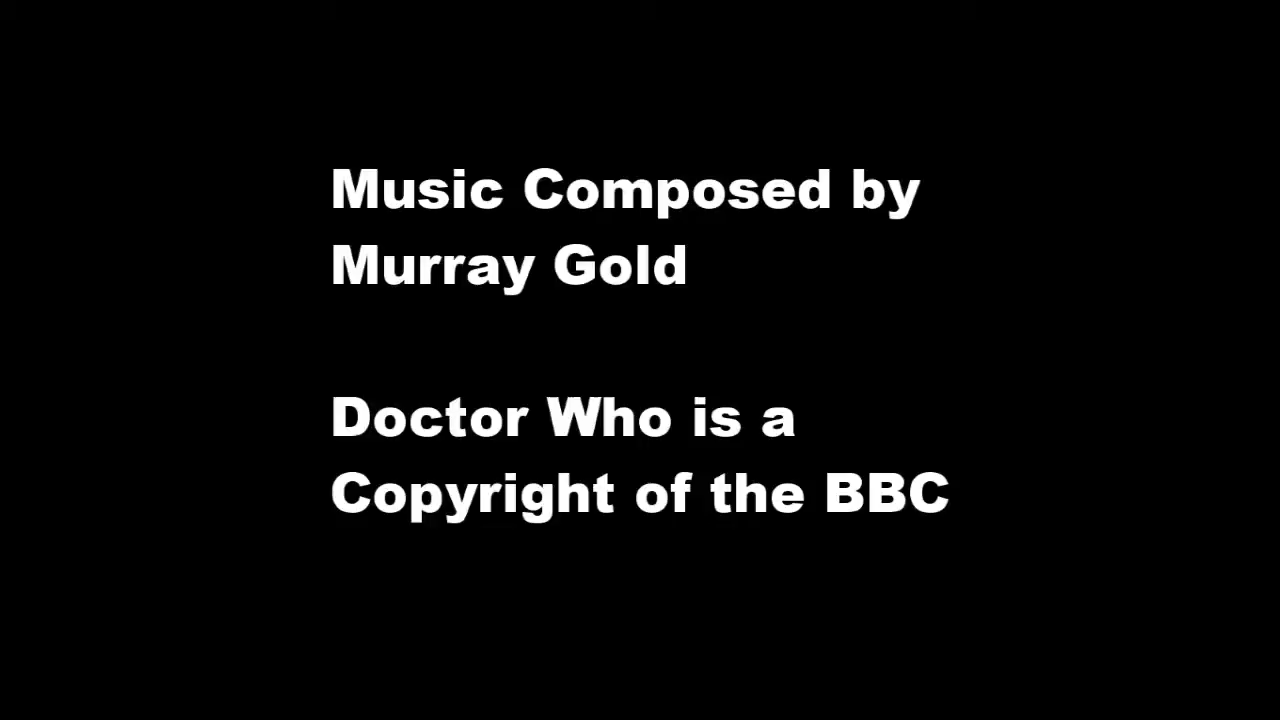 Music Composed by
Murray Gold
Doctor Who is a
Copyright of the BBC